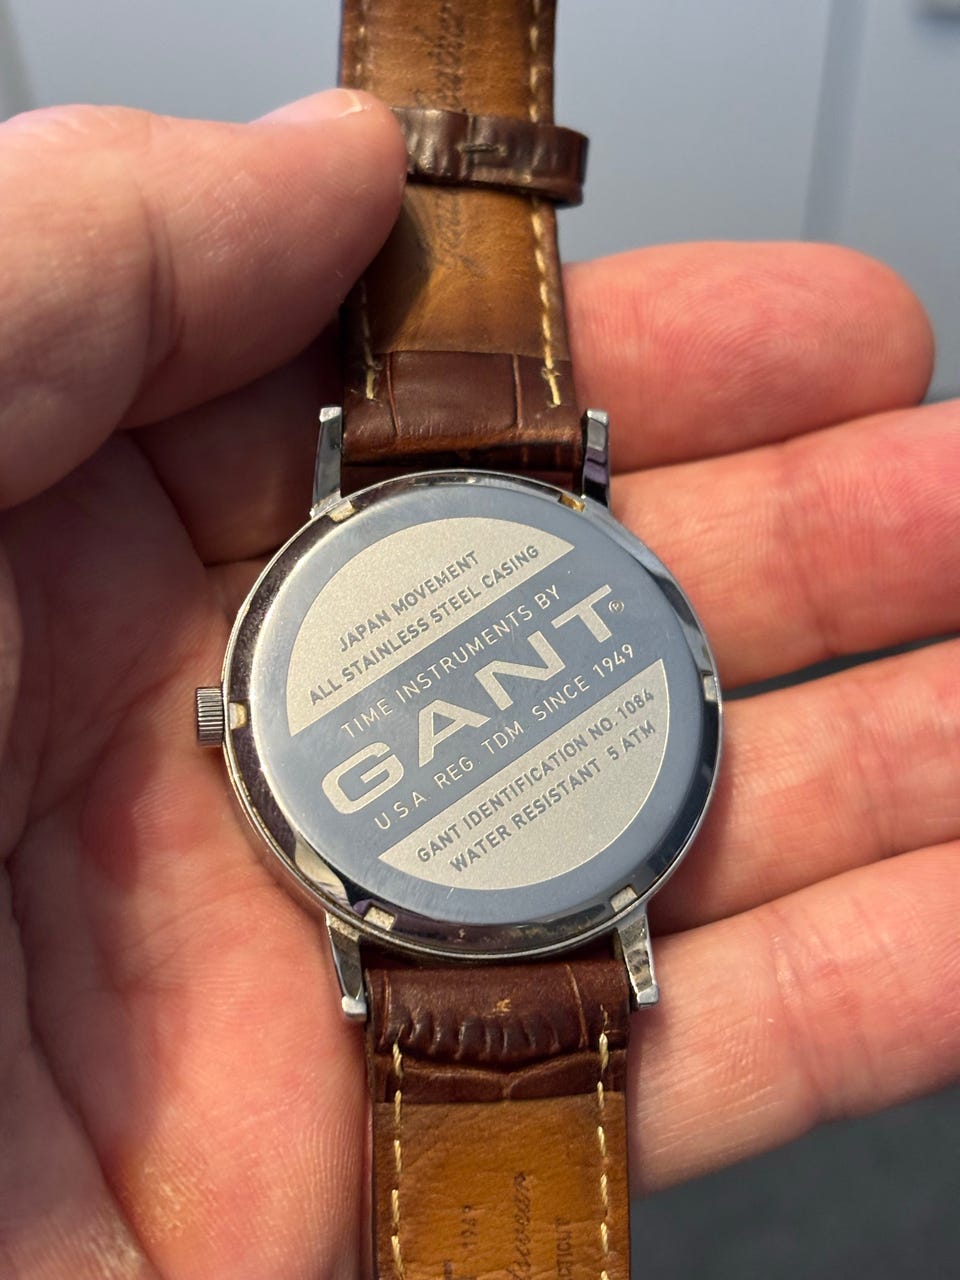 JAPAN MOVEMENT
ALL STAINLESS STEEL CASING
TIME INSTRUMENTS BY
GANT®
U.S.A. REG. TDM SINCE 1949
GANT IDENTIFICATION NO. 1084
WATER RESISTANT 5 ATM
1949